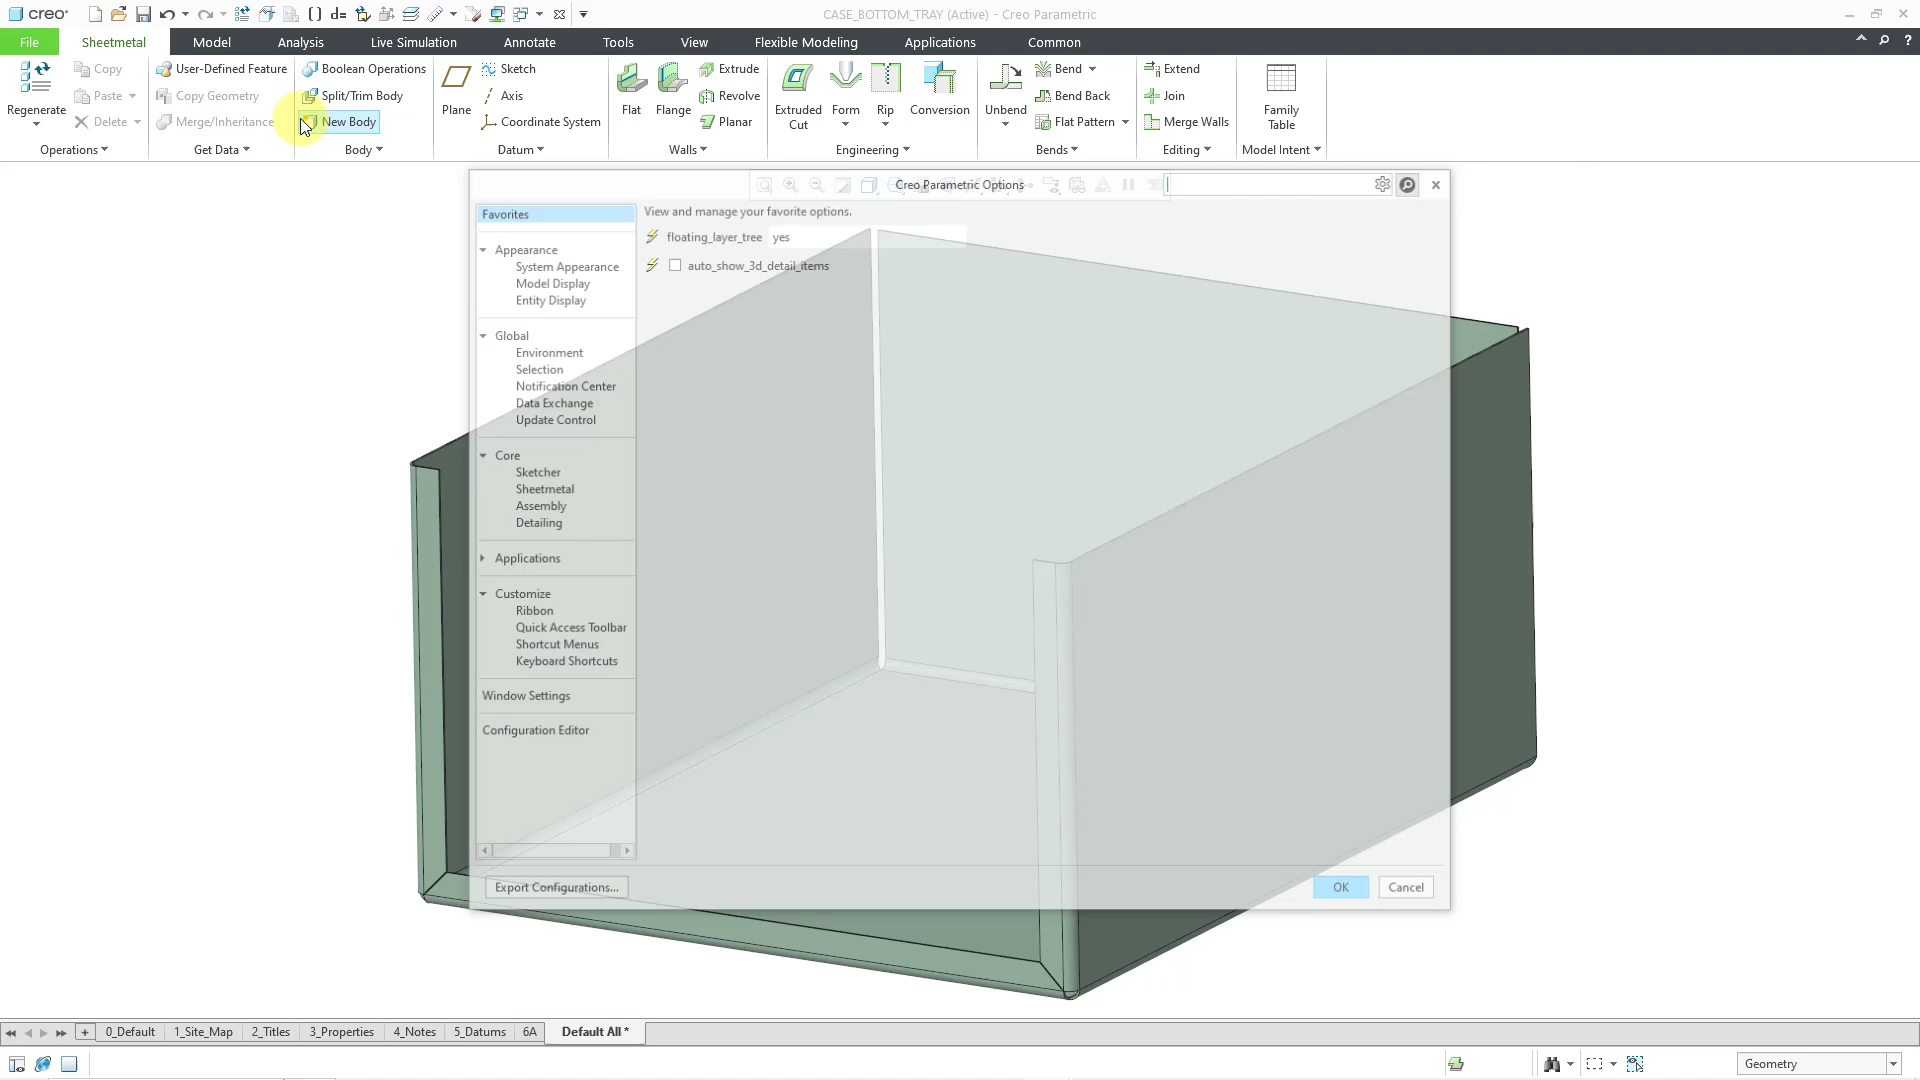 creo
d=
CASE_BOTTOM_TRAY (Active) - Creo Parametric
File
Sheetmetal
Model
Analysis
Live Simulation
Annotate
Tools
View
Flexible Modeling
Applications
Common
Regenerate
Copy
Paste
Delete
Operations
User-Defined Feature
Copy Geometry
Merge/Inheritance
Get Data
Boolean Operations
Split/Trim Body
New Body
Body
Plane
Sketch
Axis
Coordinate System
Datum
Flat
Flange
Extrude
Revolve
Planar
Walls
Extruded
Cut
Form
Rip
Conversion
Engineering
Unbend
Bend
Bend Back
Flat Pattern
Bends
Extend
Join
Merge Walls
Editing
Family
Table
Model Intent
Creo Parametric Options
Favorites
Appearance
System Appearance
Model Display
Entity Display
Global
Environment
Selection
Notification Center
Data Exchange
Update Control
Core
Sketcher
Sheetmetal
Assembly
Detailing
Applications
Customize
Ribbon
Quick Access Toolbar
Shortcut Menus
Keyboard Shortcuts
Window Settings
Configuration Editor
View and manage your favorite options.
floating_layer_tree yes
auto_show_3d_detail_items
Export Configurations...
OK
Cancel
0_Default
1_Site_Map
2_Titles
3_Properties
4_Notes
5_Datums
6A
Default All *
Geometry